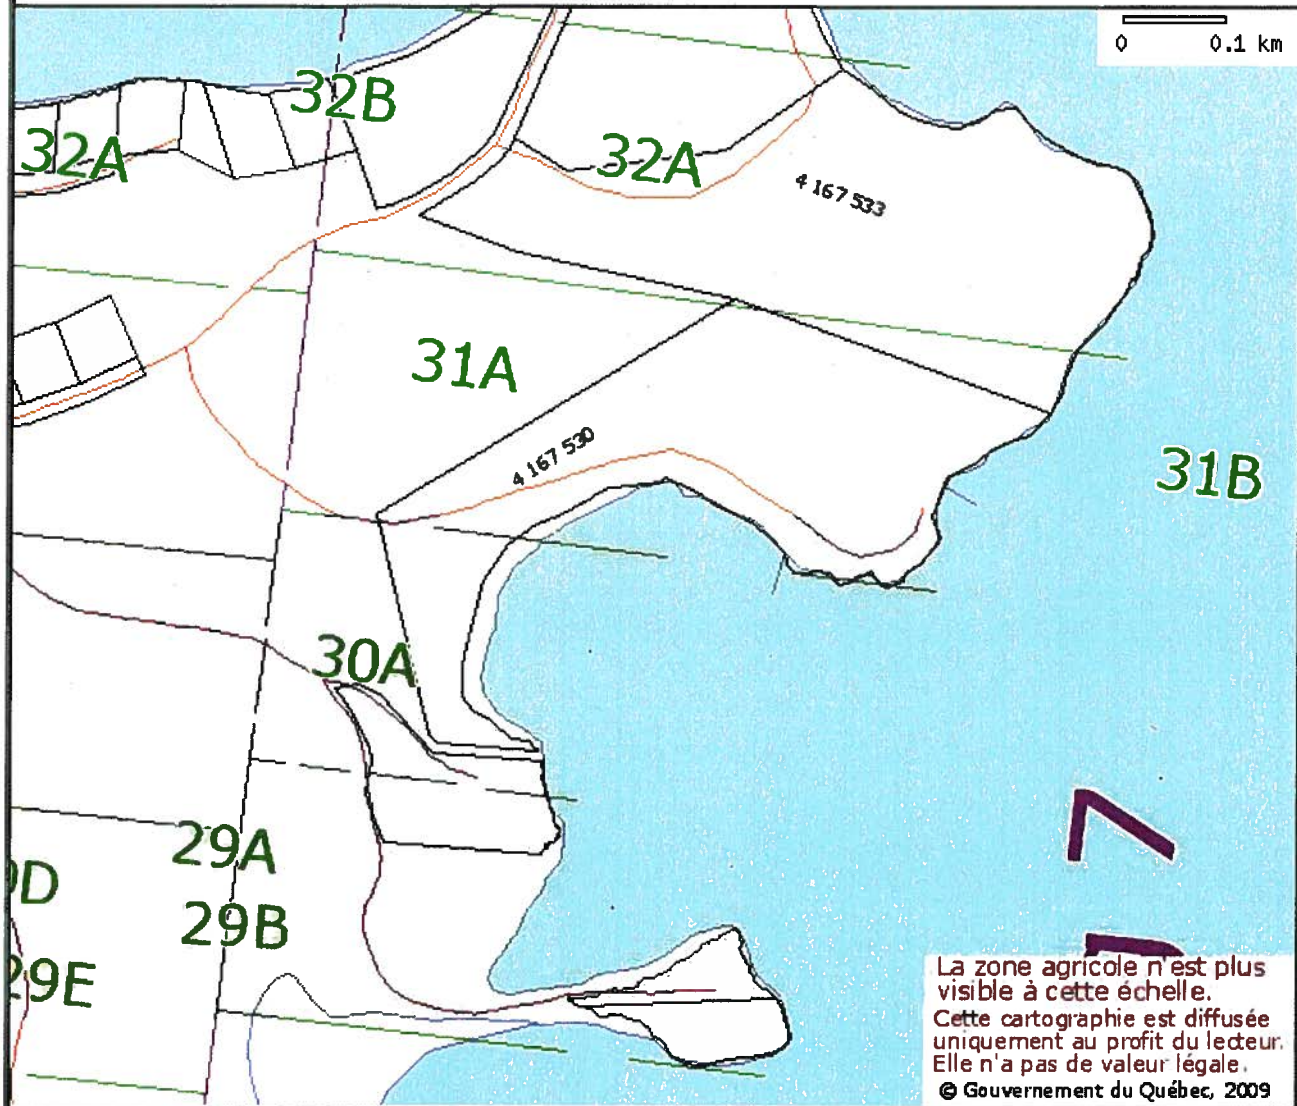 0 0.1 km
32B
32A
32A
4 167 533
31A
4 167 530
31B
30A
7
29A
D
29B
29E
La zone agricole n'est plus
visible à cette échelle.
Cette cartographie est diffusée
uniquement au profit du lecteur.
Elle n'a pas de valeur légale.
© Gouvernement du Québec, 2009